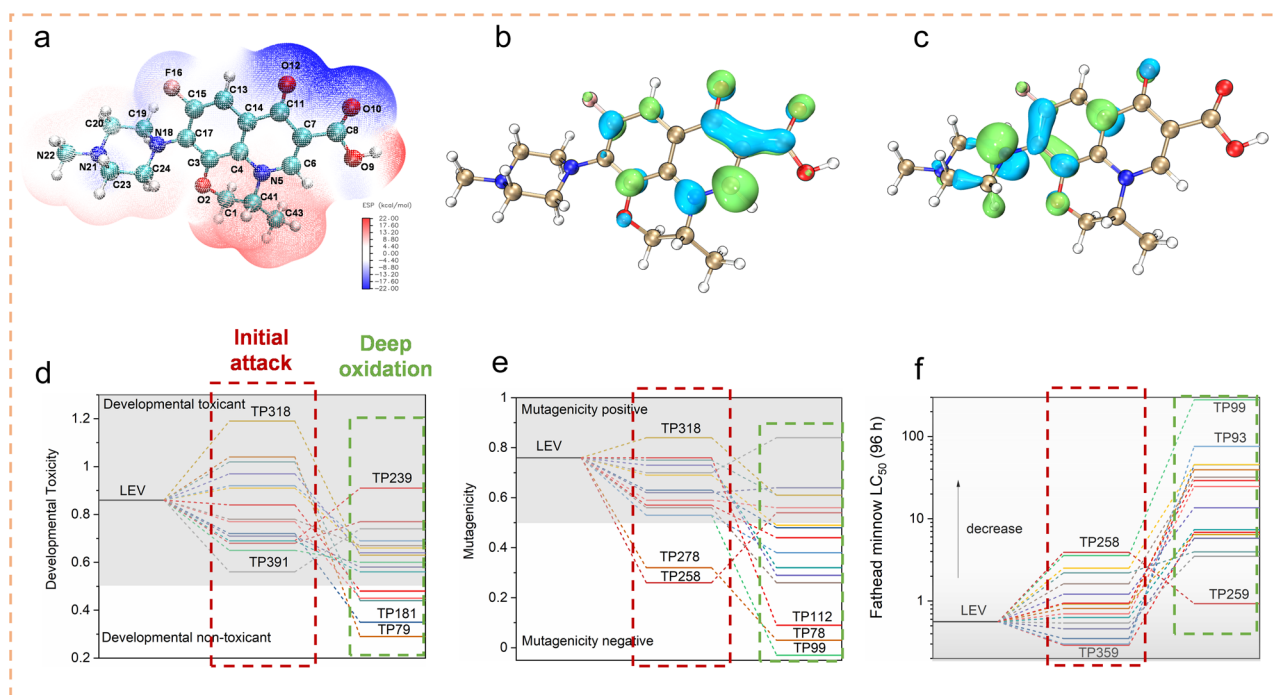 a
b
c
F16
C15
C13
O12
C11
C14
O10
C7
C8
O9
C20
C19
N18
C17
N22
N21
C23
C24
C3
C4
N5
C6
O2
C1
C41
C43
ESP (kcal/mol)
22.00
17.60
13.20
8.80
4.40
0.00
-4.40
-8.80
-13.20
-17.60
-22.00
Initial
attack
Deep
oxidation
d
Developmental Toxicity
1.2
1.0
0.8
0.6
0.4
0.2
Developmental toxicant
TP318
LEV
TP239
TP391
TP181
TP79
Developmental non-toxicant
e
Mutagenicity
1
0.8
0.6
0.4
0.2
0
Mutagenicity positive
TP318
LEV
TP278
TP258
TP112
TP78
TP99
Mutagenicity negative
f
Fathead minnow LC50 (96 h)
100
10
1
TP99
TP93
decrease
TP258
LEV
TP259
TP359